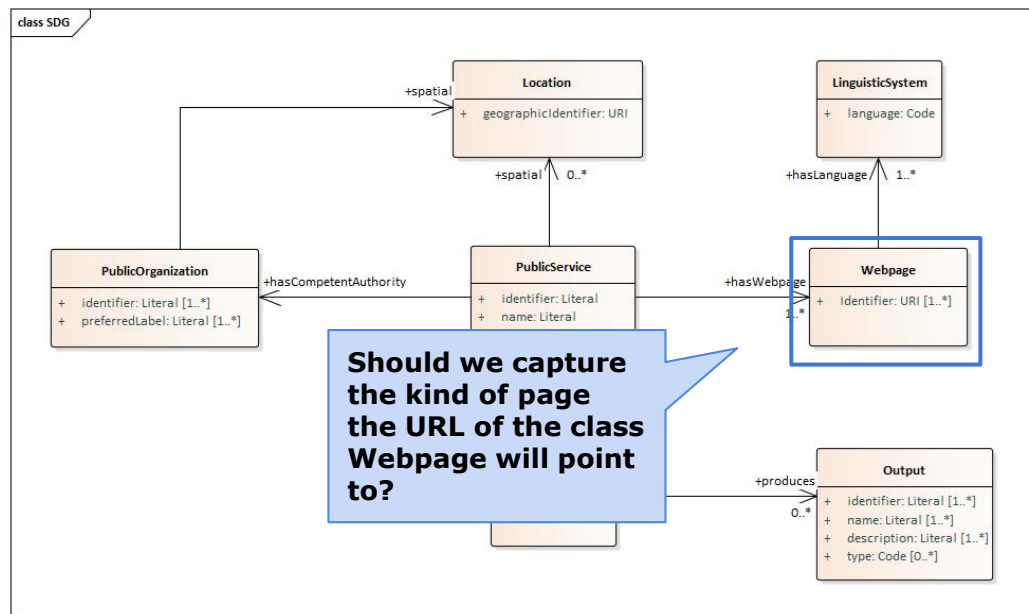 class SDG
Location
+ geographicIdentifier: URI
LinguisticSystem
+ language: Code
+spatial
+spatial
0..*
+hasLanguage
1..*
PublicOrganization
+ identifier: Literal [1..*]
+ preferredLabel: Literal [1..*]
+hasCompetentAuthority
PublicService
+ identifier: Literal
+ name: Literal
+hasWebpage
1..*
Webpage
+ Identifier: URI [1..*]
Should we capture
the kind of page
the URL of the class
Webpage will point
to?
+produces
0..*
Output
+ identifier: Literal [1..*]
+ name: Literal [1..*]
+ description: Literal [1..*]
+ type: Code [0..*]